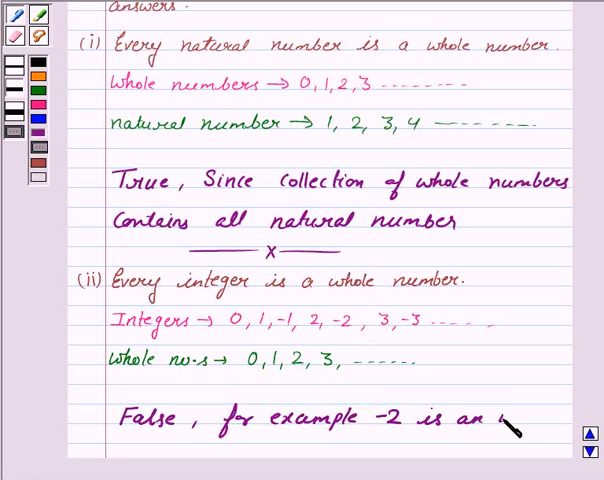 answers.
(i) Every natural number is a whole number.
Whole numbers → 0, 1, 2, 3 --------
natural number → 1, 2, 3, 4 ----------
True, Since collection of whole numbers
Contains all natural number
x
(ii) Every integer is a whole number.
Integers → 0, 1, -1, 2, -2, 3, -3 ------
Whole no.s → 0, 1, 2, 3, ------
False, for example -2 is an